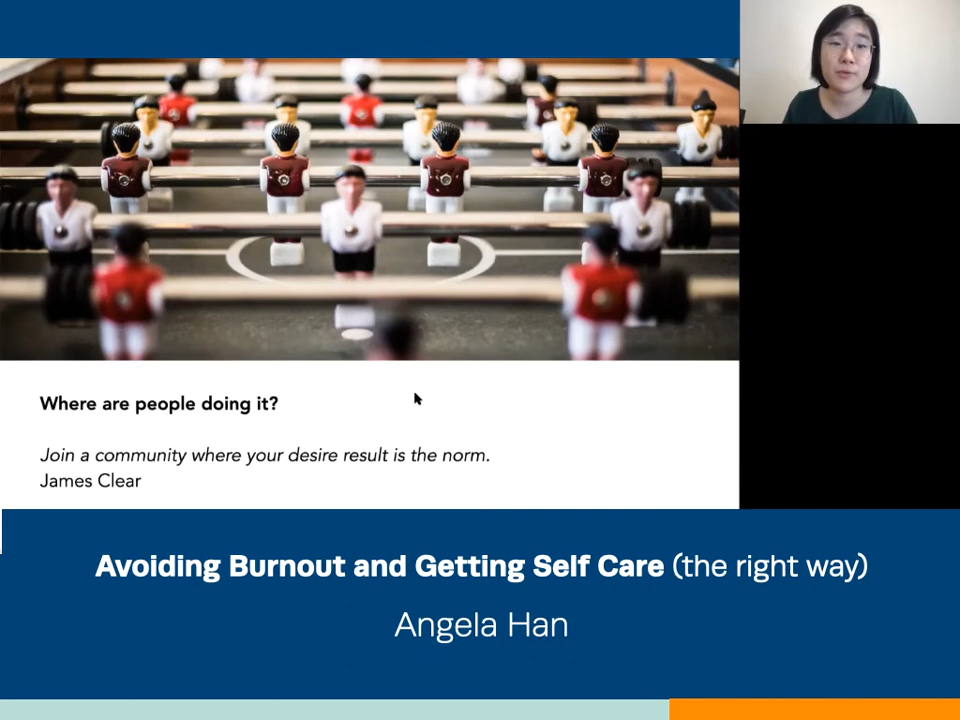 Where are people doing it?
Join a community where your desire result is the norm.
James Clear
Avoiding Burnout and Getting Self Care (the right way)
Angela Han